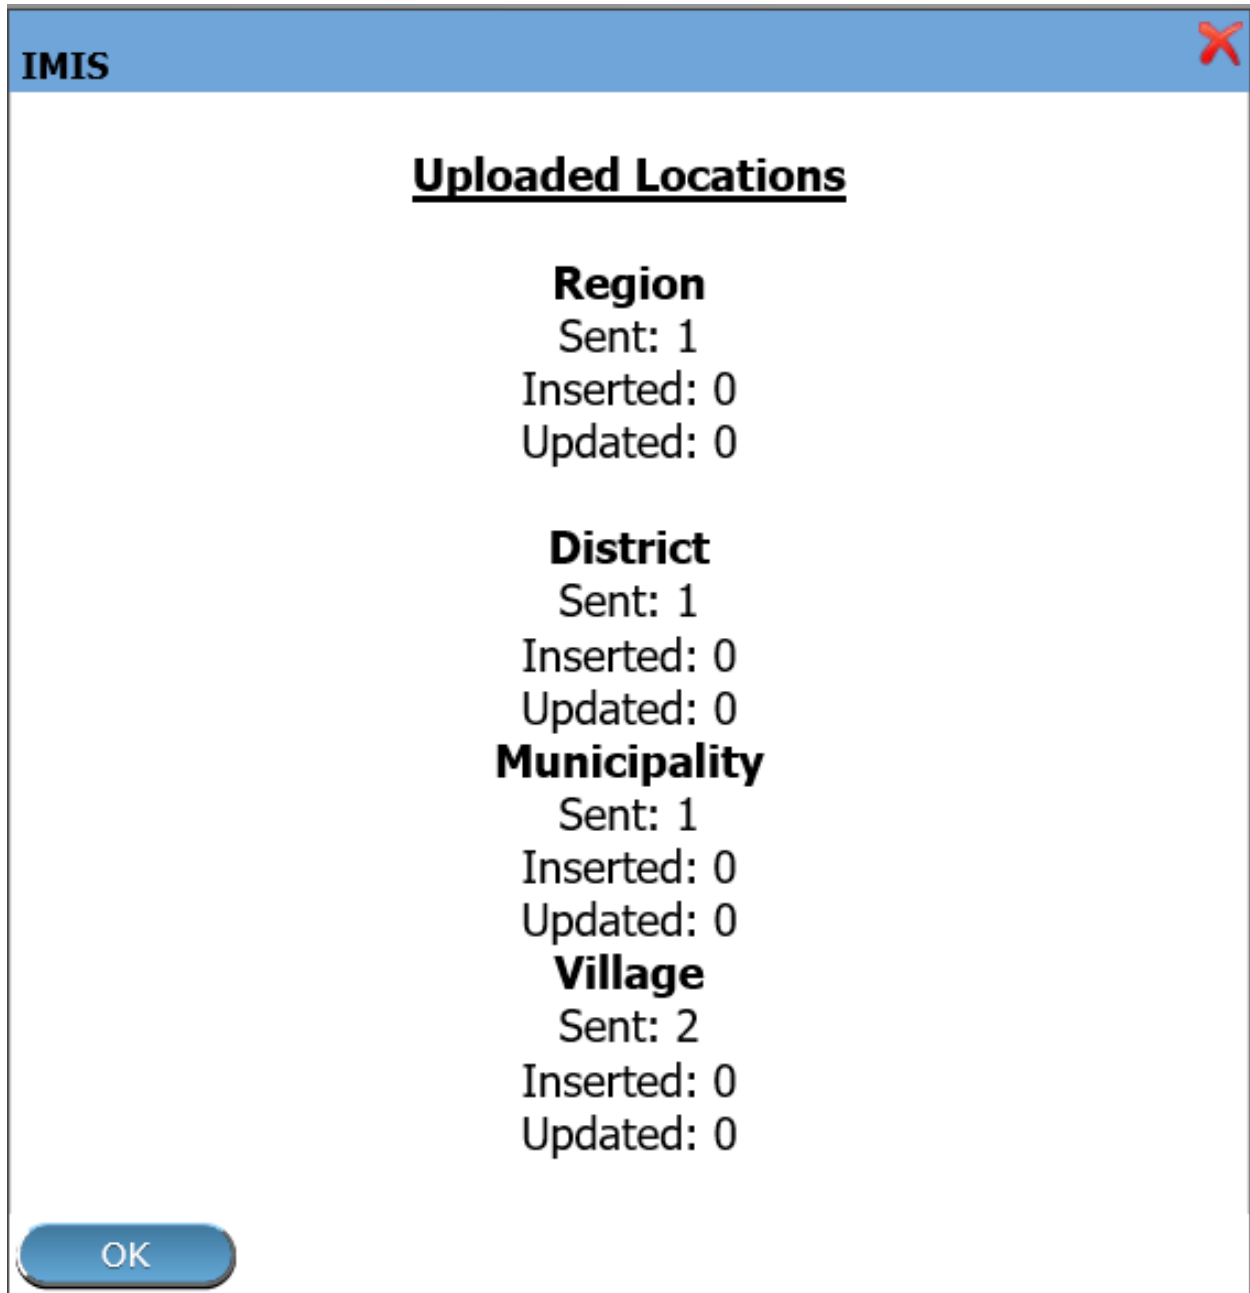 IMIS
Uploaded Locations
Region
Sent: 1
Inserted: 0
Updated: 0
District
Sent: 1
Inserted: 0
Updated: 0
Municipality
Sent: 1
Inserted: 0
Updated: 0
Village
Sent: 2
Inserted: 0
Updated: 0
OK